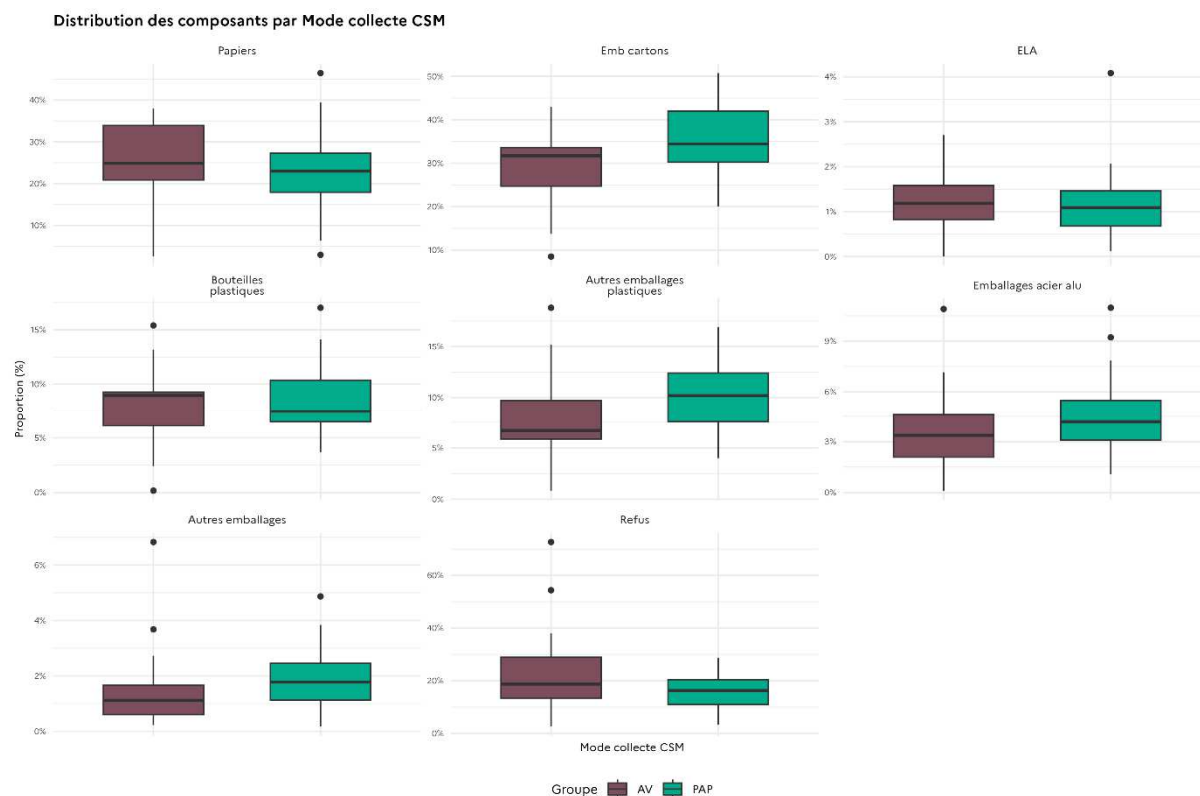 Distribution des composants par Mode collecte CSM
Papiers
Emb cartons
ELA
40%
30%
20%
10%
50%
40%
30%
20%
10%
4%
3%
2%
1%
0%
Bouteilles
plastiques
Autres emballages
plastiques
Emballages acier alu
Proportion (%)
15%
10%
5%
0%
15%
10%
5%
0%
9%
6%
3%
0%
Autres emballages
Refus
6%
4%
2%
0%
60%
40%
20%
0%
Mode collecte CSM
Groupe AV PAP